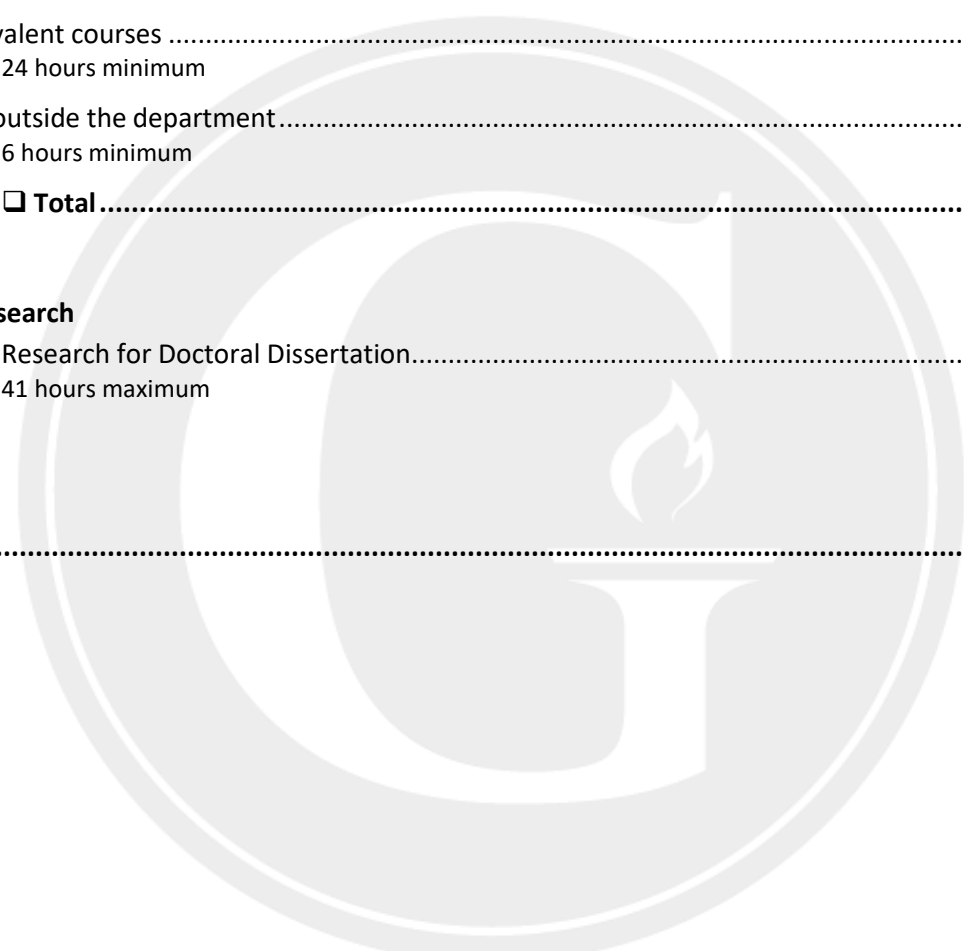 valent courses ........................................................................................................
24 hours minimum
outside the department........................................................................................
6 hours minimum
❑ Total..........................................................................................................
search
Research for Doctoral Dissertation.......................................................................
41 hours maximum
........................................................................................................................
G